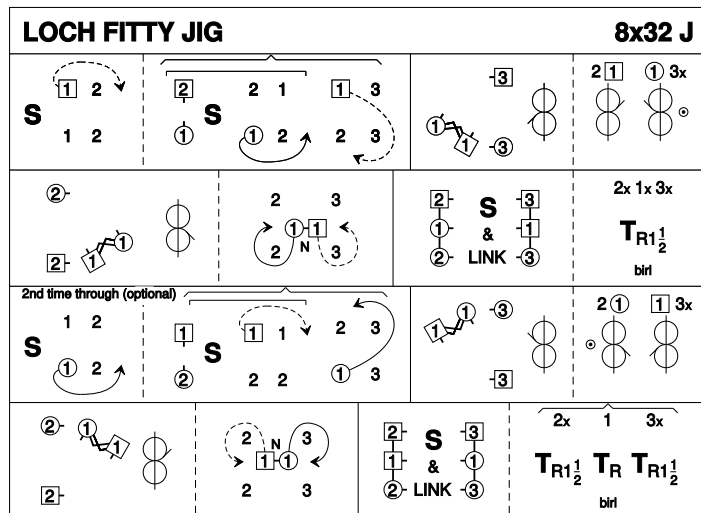 LOCH FITTY JIG 8x32 J
1 2 2 2 1 1 3 3 2 1 1 3x
S S
1 2 1 1 2 2 3 1 1 3
2 2 3 2 3 2x 1x 3x
1 1 1 S 1 TR1½
2 1 1 N 2 3 & birl
2 LINK 3
2nd time through (optional)
1 2 1 1 1 2 3 1 1 3 2 1 1 3x
S S
1 2 2 2 2 1 3 3
2 1 2 N 3 2 3 2x 1 3x
1 1 1 S
1 & 1 TR1½ TR TR1½
2 2 3 2 LINK 3 birl